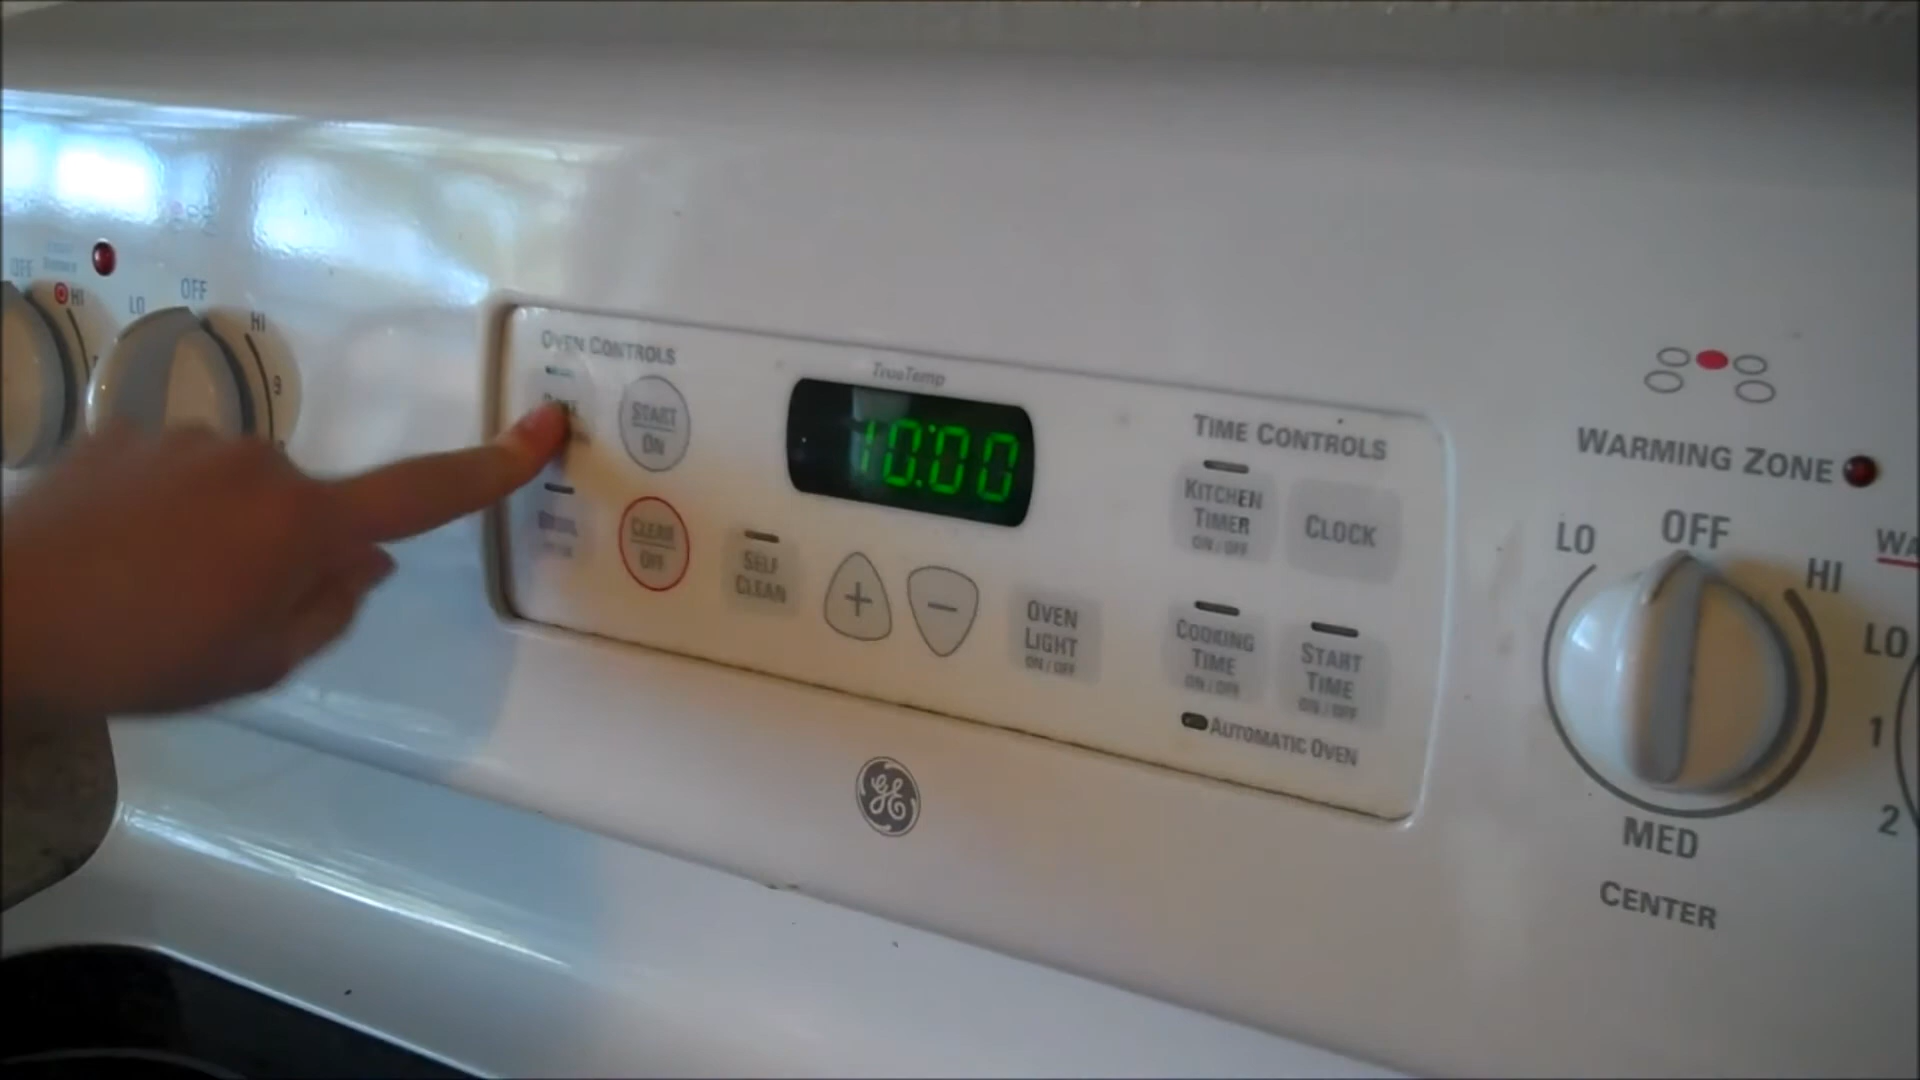 OFF
HI
LO
OFF
HI
9
OVEN CONTROLS
START
ON
CLEAR
OFF
SELF
CLEAN
TrueTemp
10:00
+
−
OVEN
LIGHT
ON / OFF
TIME CONTROLS
KITCHEN
TIMER
ON / OFF
CLOCK
COOKING
TIME
ON / OFF
START
TIME
ON / OFF
AUTOMATIC OVEN
GE
WARMING ZONE
LO
OFF
HI
MED
CENTER
LO
1
2